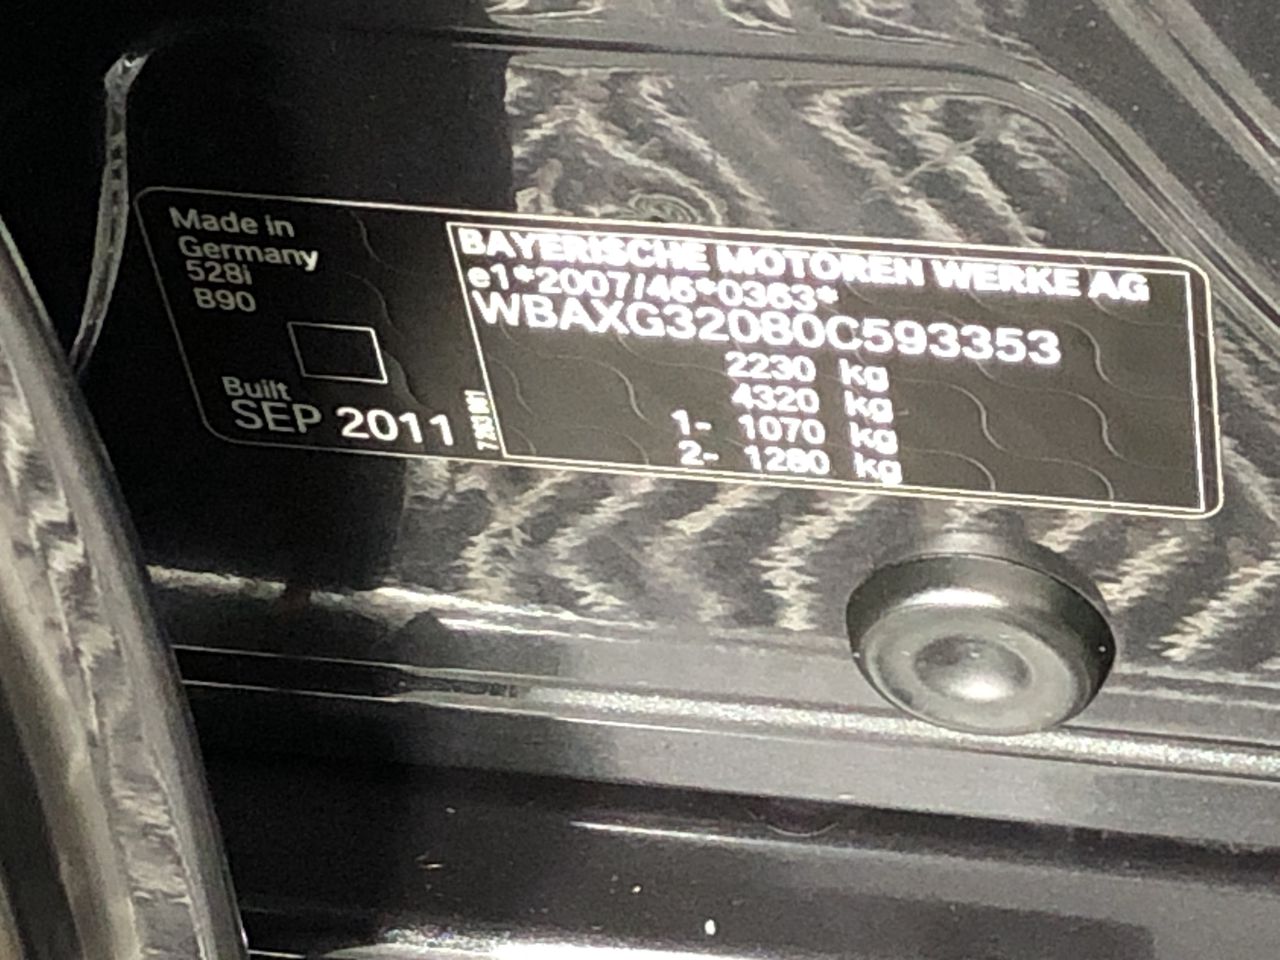 Made in
Germany
528i
B90
Built
SEP 2011
BAYERISCHE MOTOREN WERKE AG
e1*2007/46*0363*
WBAXG32080C593353
2230 kg
4320 kg
1- 1070 kg
2- 1280 kg